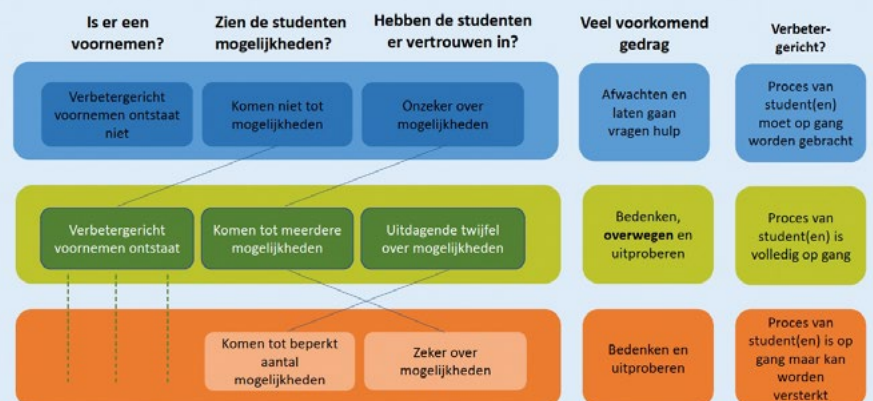 Is er een
voornemen?
Zien de studenten
mogelijkheden?
Hebben de studenten
er vertrouwen in?
Veel voorkomend
gedrag
Verbeter-
gericht?
Verbetergericht
voornemen ontstaat
niet
Komen niet tot
mogelijkheden
Onzeker over
mogelijkheden
Afwachten en
laten gaan
vragen hulp
Proces van
student(en)
moet op gang
worden gebracht
Verbetergericht
voornemen ontstaat
Komen tot meerdere
mogelijkheden
Uitdagende twijfel
over mogelijkheden
Bedenken,
overwegen en
uitproberen
Proces van
student(en) is
volledig op gang
Komen tot beperkt
aantal
mogelijkheden
Zeker over
mogelijkheden
Bedenken en
uitproberen
Proces van
student(en) is op
gang maar kan
worden
versterkt